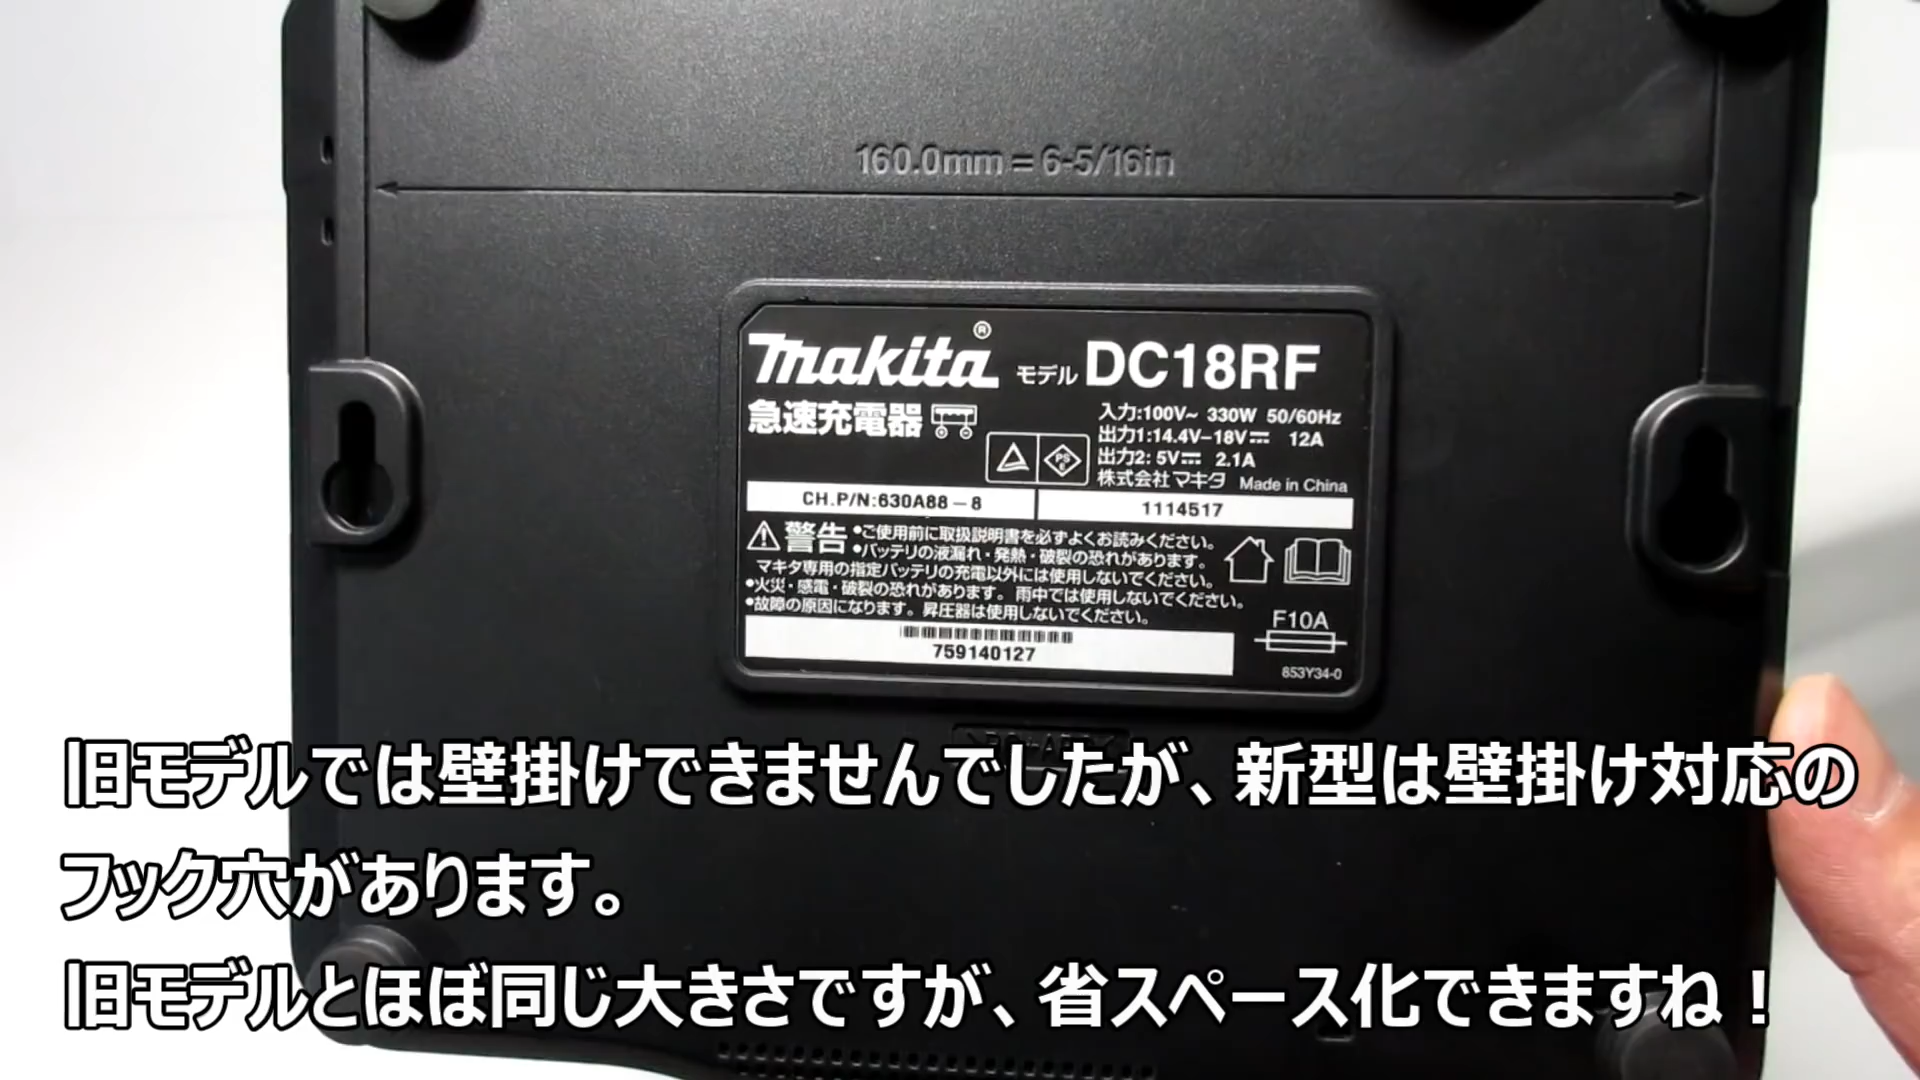 160.0mm = 6-5/16in
makita® モデル DC18RF
急速充電器
入力:100V~ 330W 50/60Hz
出力1:14.4V-18V⎓ 12A
出力2: 5V⎓ 2.1A
PS
E
株式会社マキタ Made in China
CH.P/N:630A88-8
1114517
警告 •ご使用前に取扱説明書を必ずよくお読みください。
•バッテリの液漏れ・発熱・破裂の恐れがあります。
マキタ専用の指定バッテリの充電以外には使用しないでください。
•火災・感電・破裂の恐れがあります。雨中では使用しないでください。
•故障の原因になります。昇圧器は使用しないでください。
F10A
759140127
853Y34-0
旧モデルでは壁掛けできませんでしたが、新型は壁掛け対応の
フック穴があります。
旧モデルとほぼ同じ大きさですが、省スペース化できますね！